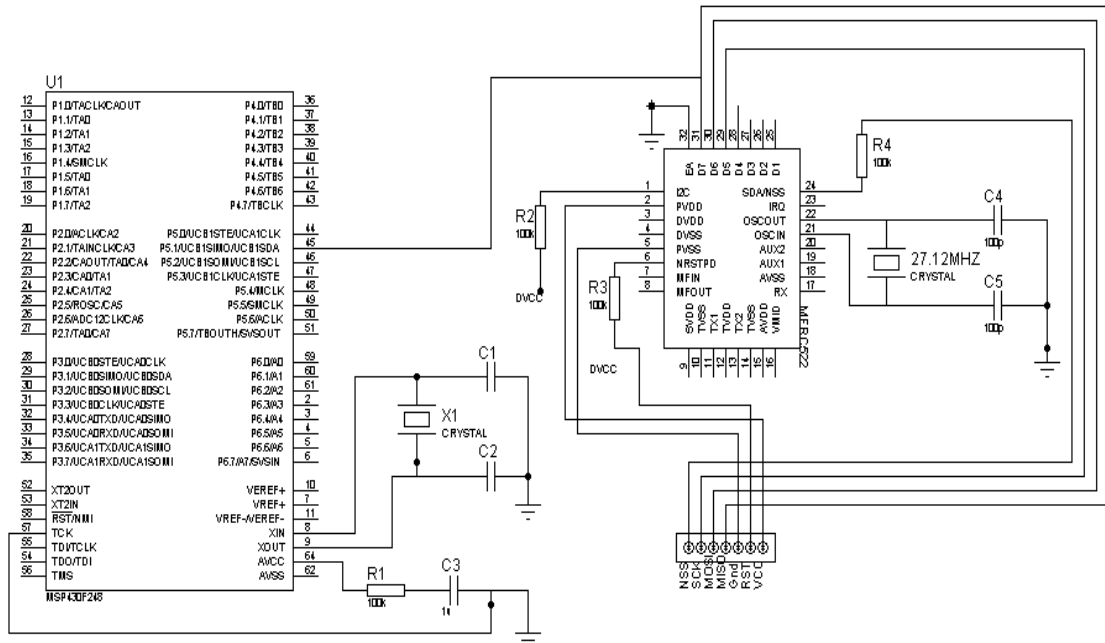 U1
12 P1.0/TACLK/CAOUT P4.0/TB0 36
13 P1.1/TA0 P4.1/TB1 37
14 P1.2/TA1 P4.2/TB2 38
15 P1.3/TA2 P4.3/TB3 39
16 P1.4/SMCLK P4.4/TB4 40
17 P1.5/TA0 P4.5/TB5 41
18 P1.6/TA1 P4.6/TB6 42
19 P1.7/TA2 P4.7/TBCLK 43
20 P2.0/ACLK/CA2 P5.0/UCB1STE/UCA1CLK 44
21 P2.1/TAINCLK/CA3 P5.1/UCB1SIMO/UCB1SDA 45
22 P2.2/CAOUT/TA0/CA4 P5.2/UCB1SOMI/UCB1SCL 46
23 P2.3/CA0/TA1 P5.3/UCB1CLK/UCA1STE 47
24 P2.4/CA1/TA2 P5.4/MCLK 48
25 P2.5/ROSC/CA5 P5.5/SMCLK 49
26 P2.6/ADC12CLK/CA6 P5.6/ACLK 50
27 P2.7/TA0/CA7 P5.7/TBOUTH/SVSOUT 51
28 P3.0/UCB0STE/UCA0CLK P6.0/A0 59
29 P3.1/UCB0SIMO/UCB0SDA P6.1/A1 60
30 P3.2/UCB0SOMI/UCB0SCL P6.2/A2 61
31 P3.3/UCB0CLK/UCA0STE P6.3/A3 2
32 P3.4/UCA0TXD/UCA0SIMO P6.4/A4 3
33 P3.5/UCA0RXD/UCA0SOMI P6.5/A5 4
34 P3.6/UCA1TXD/UCA1SIMO P6.6/A6 5
35 P3.7/UCA1RXD/UCA1SOMI P6.7/A7/SVSIN 6
52 XT2OUT VEREF+ 10
53 XT2IN VREF+ 7
58 RST/NMI VREF-/VEREF- 11
57 TCK XIN 8
55 TDI/TCLK XOUT 9
54 TDO/TDI AVCC 64
56 TMS AVSS 62
MSP430F248
C1
X1
CRYSTAL
C2
R1
100k
C3
1u
32 31 30 29 28 27 26 25
EA D7 D6 D5 D4 D3 D2 D1
1 I2C SDA/NSS 24
2 PVDD IRQ 23
3 DVDD OSCOUT 22
4 DVSS OSCIN 21
5 PVSS AUX2 20
6 NRSTPD AUX1 19
7 MFIN AVSS 18
8 MFOUT RX 17
SVDD TVSS TX1 TVDD TX2 TVSS AVDD VMID
9 10 11 12 13 14 15 16
MFRC522
R2
100k
DVCC
R3
100k
DVCC
R4
100k
C4
100p
27.12MHZ
CRYSTAL
C5
100p
NSS
SCK
MOSI
MISO
Gnd
RST
VCC